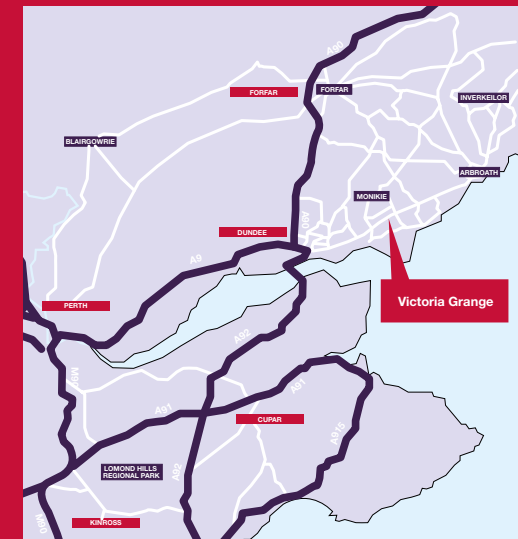 A90
FORFAR
FORFAR
INVERKEILOR
BLAIRGOWRIE
ARBROATH
MONIKIE
A90
DUNDEE
A9
Victoria Grange
PERTH
A92
M90
A91
A91
CUPAR
A915
LOMOND HILLS
REGIONAL PARK
A92
KINROSS
M90